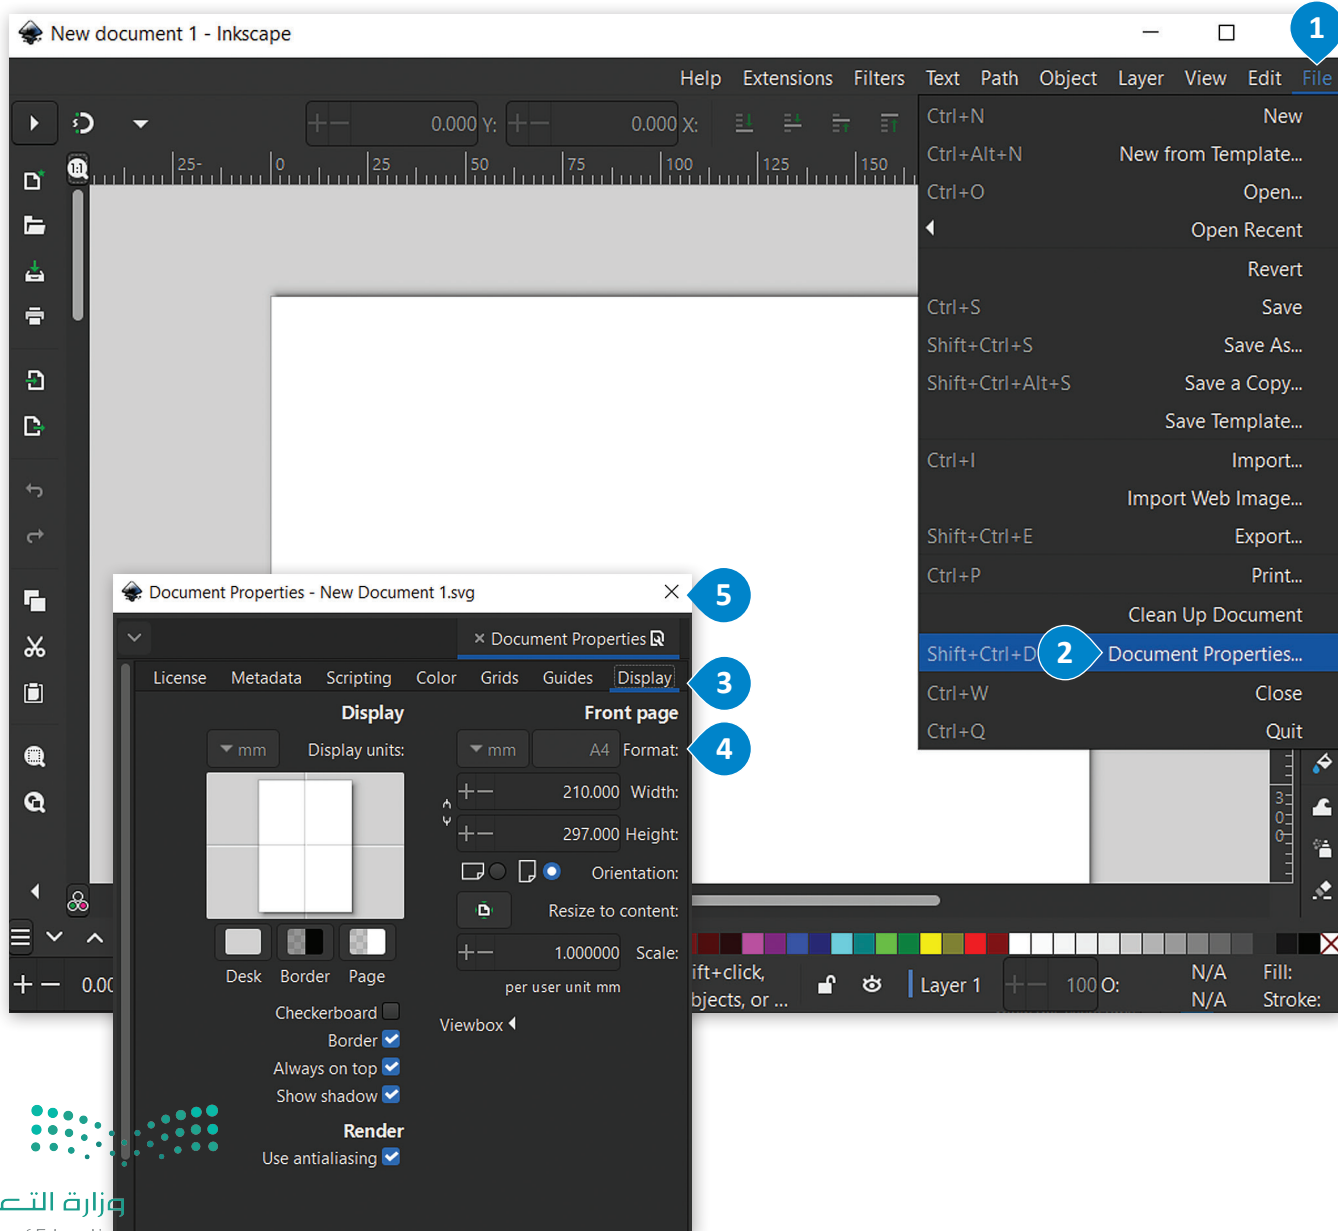 New document 1 - Inkscape
1
Help Extensions Filters Text Path Object Layer View Edit File
0.000 Y: 0.000 X:
25- 0 25 50 75 100 125 150
1:1
Ctrl+N New
Ctrl+Alt+N New from Template...
Ctrl+O Open...
Open Recent
Revert
Ctrl+S Save
Shift+Ctrl+S Save As...
Shift+Ctrl+Alt+S Save a Copy...
Save Template...
Ctrl+I Import...
Import Web Image...
Shift+Ctrl+E Export...
Ctrl+P Print...
Clean Up Document
Shift+Ctrl+D 2 Document Properties...
Ctrl+W Close
Ctrl+Q Quit
Document Properties - New Document 1.svg
5
Document Properties
License Metadata Scripting Color Grids Guides Display
3
Display Front page
mm Display units: mm A4 Format:
4
210.000 Width:
297.000 Height:
Orientation:
Resize to content:
1.000000 Scale:
per user unit mm
Desk Border Page
Viewbox
Checkerboard
Border
Always on top
Show shadow
Render
Use antialiasing
300
0.00
ift+click,
bjects, or ...
Layer 1
100 O:
N/A Fill:
N/A Stroke:
وزارة التـ